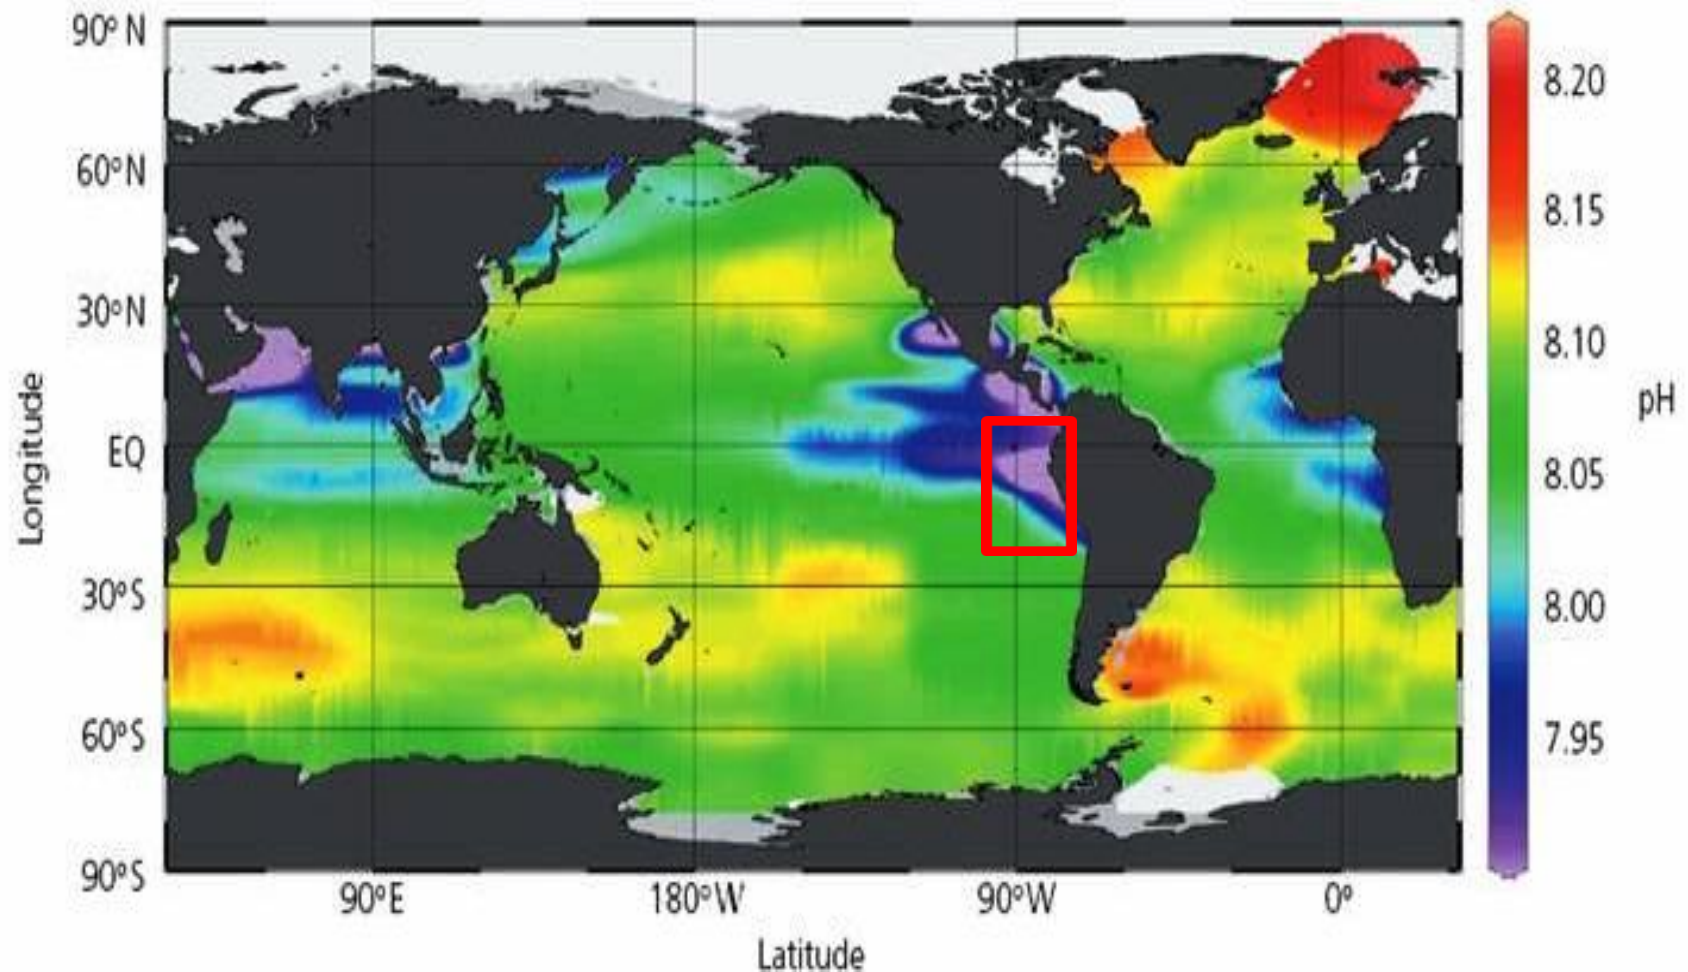 90° N
60° N
30° N
EQ
30° S
60° S
90° S
Longitude
90° E
180° W
90° W
0°
Latitude
8.20
8.15
8.10
8.05
8.00
7.95
pH